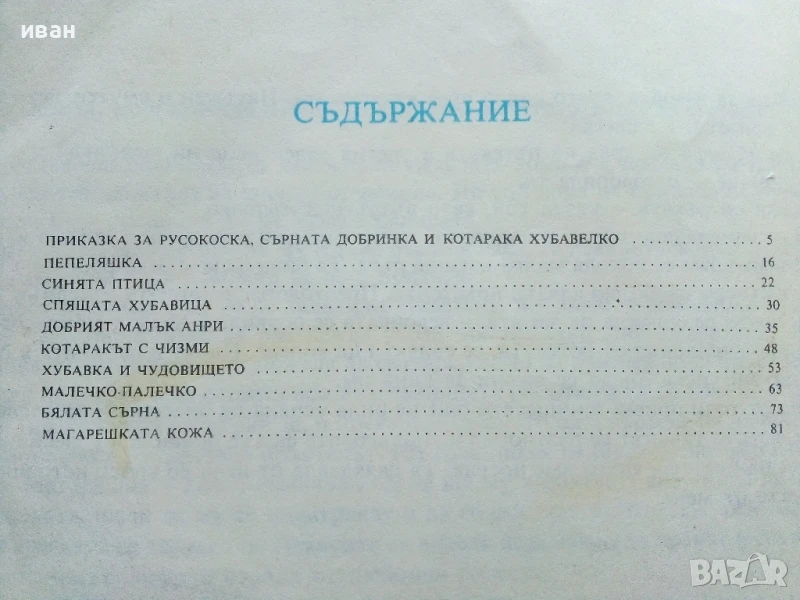 иван
СЪДЪРЖАНИЕ
ПРИКАЗКА ЗА РУСОКОСКА, СЪРНАТА ДОБРИНКА И КОТАРАКА ХУБАВЕЛКО .................... 5
ПЕПЕЛЯШКА .................... 16
СИНЯТА ПТИЦА .................... 22
СПЯЩАТА ХУБАВИЦА .................... 30
ДОБРИЯТ МАЛЪК АНРИ .................... 35
КОТАРАКЪТ С ЧИЗМИ .................... 48
ХУБАВКА И ЧУДОВИЩЕТО .................... 53
МАЛЕЧКО-ПАЛЕЧКО .................... 63
БЯЛАТА СЪРНА .................... 73
МАГАРЕШКАТА КОЖА .................... 81
BAZAR